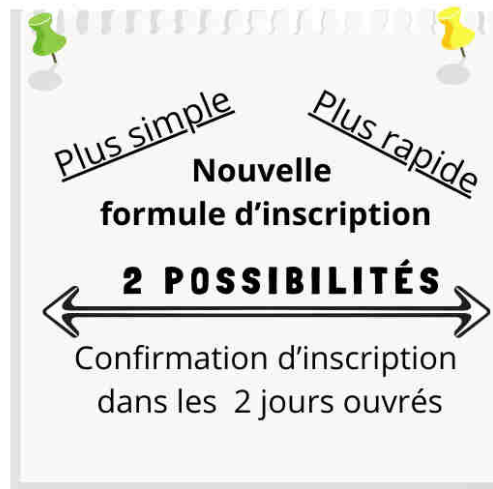 Plus simple
Plus rapide
Nouvelle
formule d’inscription
2 POSSIBILITÉS
Confirmation d’inscription
dans les 2 jours ouvrés